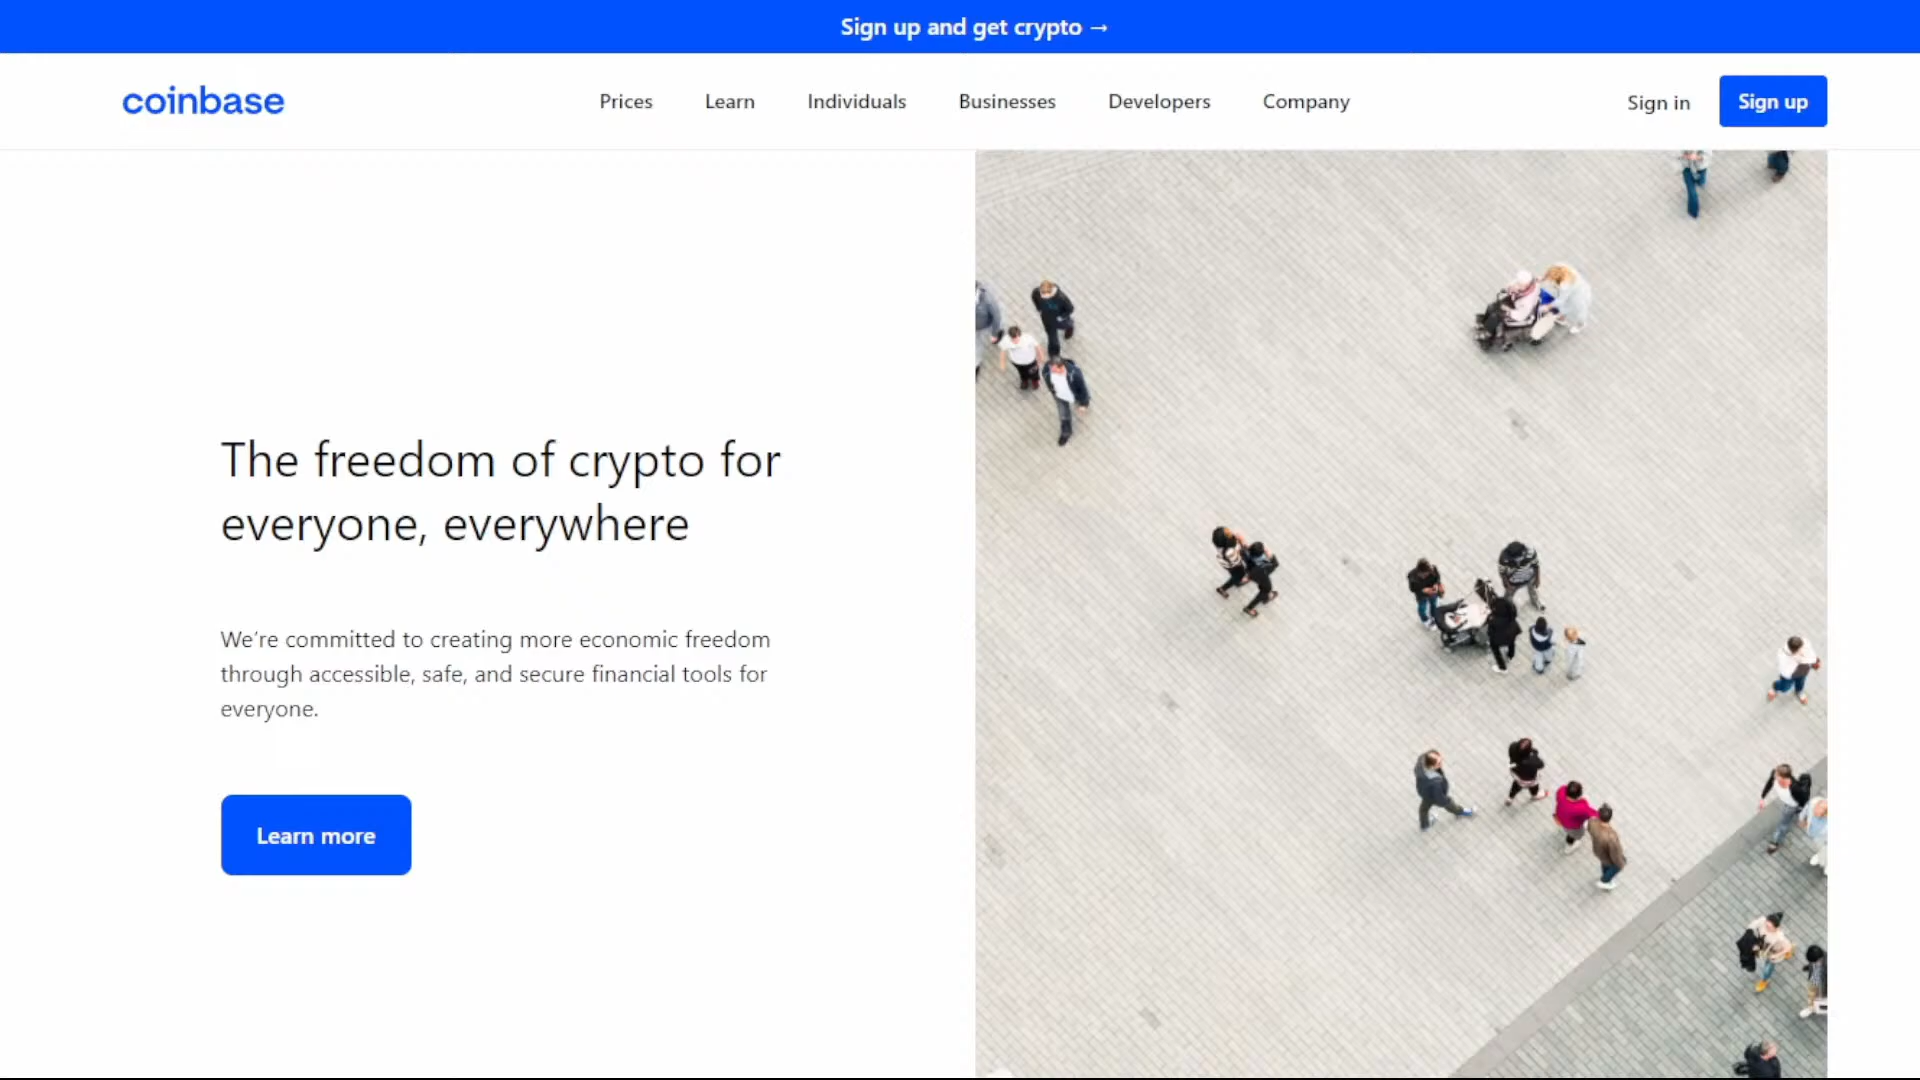 Sign up and get crypto →
coinbase
Prices
Learn
Individuals
Businesses
Developers
Company
Sign in
Sign up
The freedom of crypto for
everyone, everywhere
We’re committed to creating more economic freedom
through accessible, safe, and secure financial tools for
everyone.
Learn more